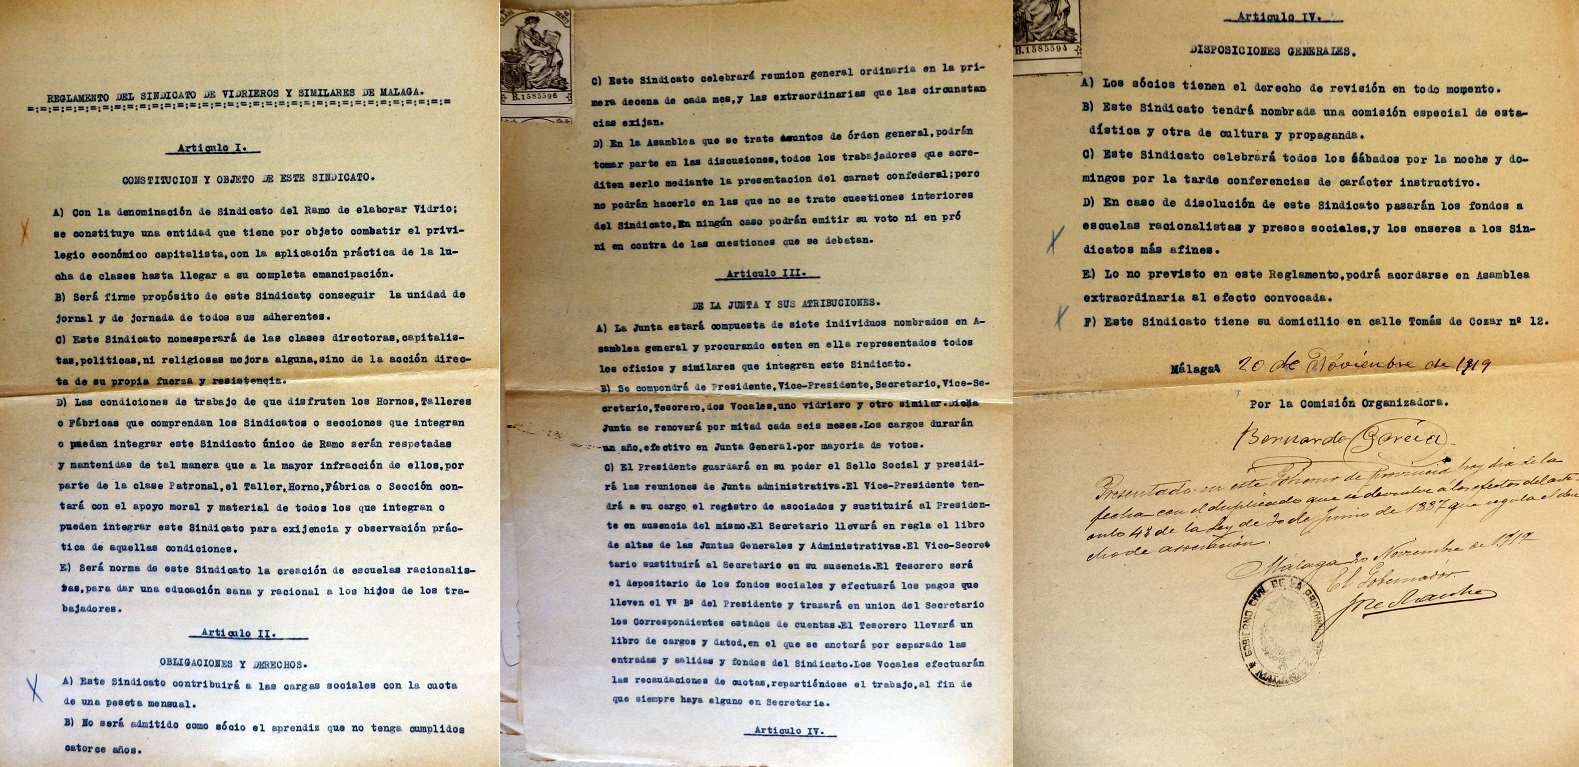 REGLAMENTO DEL SINDICATO DE VIDRIEROS Y SIMILARES DE MALAGA.
=:=:=:=:=:=:=:=:=:=:=:=:=:=:=:=:=:=:=:=:=:=:=:=:=:=:=:=
Articulo I.
CONSTITUCION Y OBJETO DE ESTE SINDICATO.
A) Con la denominación de Sindicato del Ramo de elaborar Vidrio;
se constituye una entidad que tiene por objeto combatir el privi-
legio económico capitalista,con la aplicación práctica de la lu-
cha de clases hasta llegar a su completa emancipación.
B) Será firme propósito de este Sindicato conseguir la unidad de
jornal y de jornada de todos sus adherentes.
C) Este Sindicato nomesperará de las clases directoras,capitalis-
tas,politicas,ni religiosas mejora alguna,sino de la acción direc-
ta de su propia fuerza y resistencia.
D) Las condiciones de trabajo de que disfruten los Hornos,Talleres
o Fábricas que comprendan los Sindicatos o secciones que integran
o puedan integrar este Sindicato único de Ramo serán respetadas
y mantenidas de tal manera que a la mayor infracción de ellos,por
parte de la clase Patronal,el Taller,Horno,Fábrica o Sección con-
tará con el apoyo moral y material de todos los que integran o
pueden integrar este Sindicato para exijencia y observación prác-
tica de aquellas condiciones.
E) Será norma de este Sindicato la creación de escuelas racionalis-
tas,para dar una educación sana y racional a los hijos de los tra-
bajadores.
Articulo II.
OBLIGACIONES Y DERECHOS.
A) Este Sindicato contribuirá a las cargas sociales con la cuota
de una peseta mensual.
B) No será admitido como sócio el aprendiz que no tenga cumplidos
catorce años.
B.1585596
C) Este Sindicato celebrará reunion general ordinaria en la pri-
mera decena de cada mes,y las extraordinarias que las circunstan
cias exijan.
D) En la Asamblea que se trate asuntos de órden general,podrán
tomar parte en las discusiones,todos los trabajadores que acre-
diten serlo mediante la presentacion del carnet confederal;pero
no podrán hacerlo en las que no se trate cuestiones interiores
del Sindicato,En ningún caso podrán emitir su voto ni en pró
ni en contra de las cuestiones que se debatan.
Articulo III.
DE LA JUNTA Y SUS ATRIBUCIONES.
A) La Junta estará compuesta de siete individuos nombrados en A-
samblea general y procurando esten en ella representados todos
los oficios y similares que integran este Sindicato.
B) Se compondrá de Presidente,Vice-Presidente,Secretario,Vice-Se-
cretario,Tesorero,dos Vocales,uno vidriero y otro similar.Dicha
Junta se renovará por mitad cada seis meses.Los cargos durarán
un año,efectivo en Junta General.por mayoria de votos.
C) El Presidente guardará en su poder el Sello Social y presidi-
rá las reuniones de Junta administrativa.El Vice-Presidente ten-
drá a su cargo el registro de asociados y sustituirá al Presiden-
te en ausencia del mismo.El Secretario llevará en regla el libro
de altas de las Juntas Generales y Administrativas.El Vice-Secret
tario sustituirá al Secretario en su ausencia.El Tesorero será
el depositario de los fondos sociales y efectuará los pagos que
lleven el Vº Bº del Presidente y trazará en union del Secretario
los Correspondientes estados de cuentas.El Tesorero llevará un
libro de cargos y datod,en el que se anotará por separado las
entradas y salidas y fondos del Sindicato.Los Vocales efectuarán
las recaudaciones de cuotas,repartiéndose el trabajo,al fin de
que siempre haya alguno en Secretaria.
Articulo IV.
B.1585594
Articulo IV.
DISPOSICIONES GENERALES.
A) Los sócios tienen el derecho de revisión en todo momento.
B) Este Sindicato tendrá nombrada una comisión especial de esta-
dística y otra de cultura y propaganda.
C) Este Sindicato celebrará todos los sábados por la noche y do-
mingos por la tarde conferencias de carácter instructivo.
D) En caso de disolución de este Sindicato pasarán los fondos a
escuelas racionalistas y presos sociales,y los enseres a los Sin-
dicatos más afines.
E) Lo no previsto en este Reglamento,podrá acordarse en Asamblea
extraordinaria al efecto convocada.
F) Este Sindicato tiene su domicilio en calle Tomás de Cozar nº 12.
Málaga 20 de Noviembre de 1919
Por la Comisión Organizadora.
Bernardo García
Presentado en este Gobierno de Provincia hoy dia de la
fecha con el duplicado que se devuelve a los efectos del artí-
culo 4º de la Ley de 30 de Junio de 1887 que regula el dere-
cho de asociación.
Málaga 20 Noviembre de 1919
El Gobernador
GOBIERNO CIVIL DE LA PROVINCIA DE MALAGA